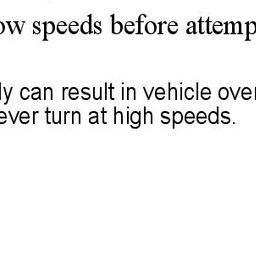 ow speeds before attemp
ly can result in vehicle over
ever turn at high speeds.